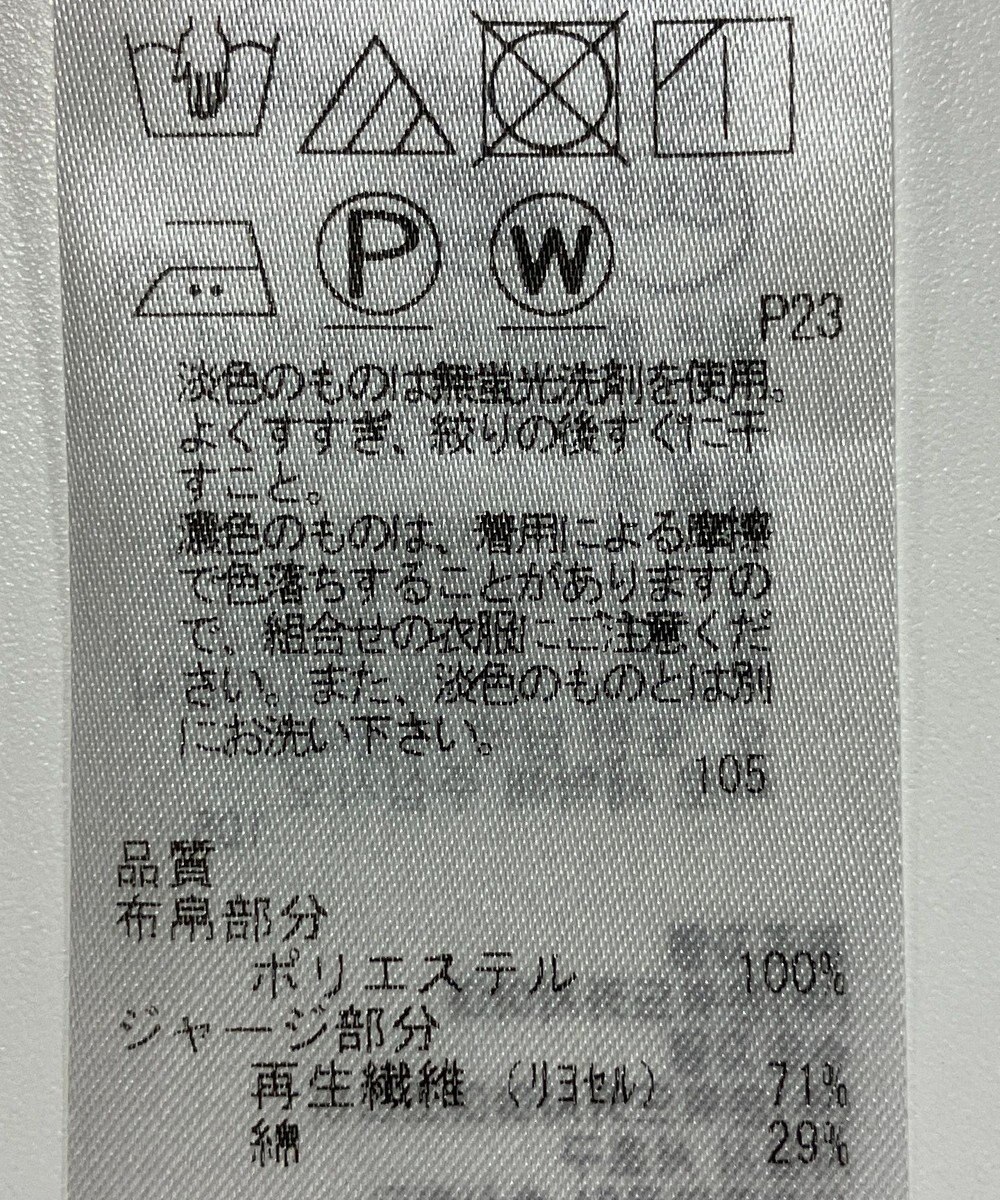 P
W
P23
淡色のものは無蛍光洗剤を使用。
よくすすぎ、絞りの後すぐに干
すこと。
濃色のものは、着用による摩擦
で色落ちすることがありますの
で、組合せの衣服にご注意くだ
さい。また、淡色のものとは別
にお洗い下さい。
105
品質
布帛部分
ポリエステル 100%
ジャージ部分
再生繊維（リヨセル） 71%
綿 29%